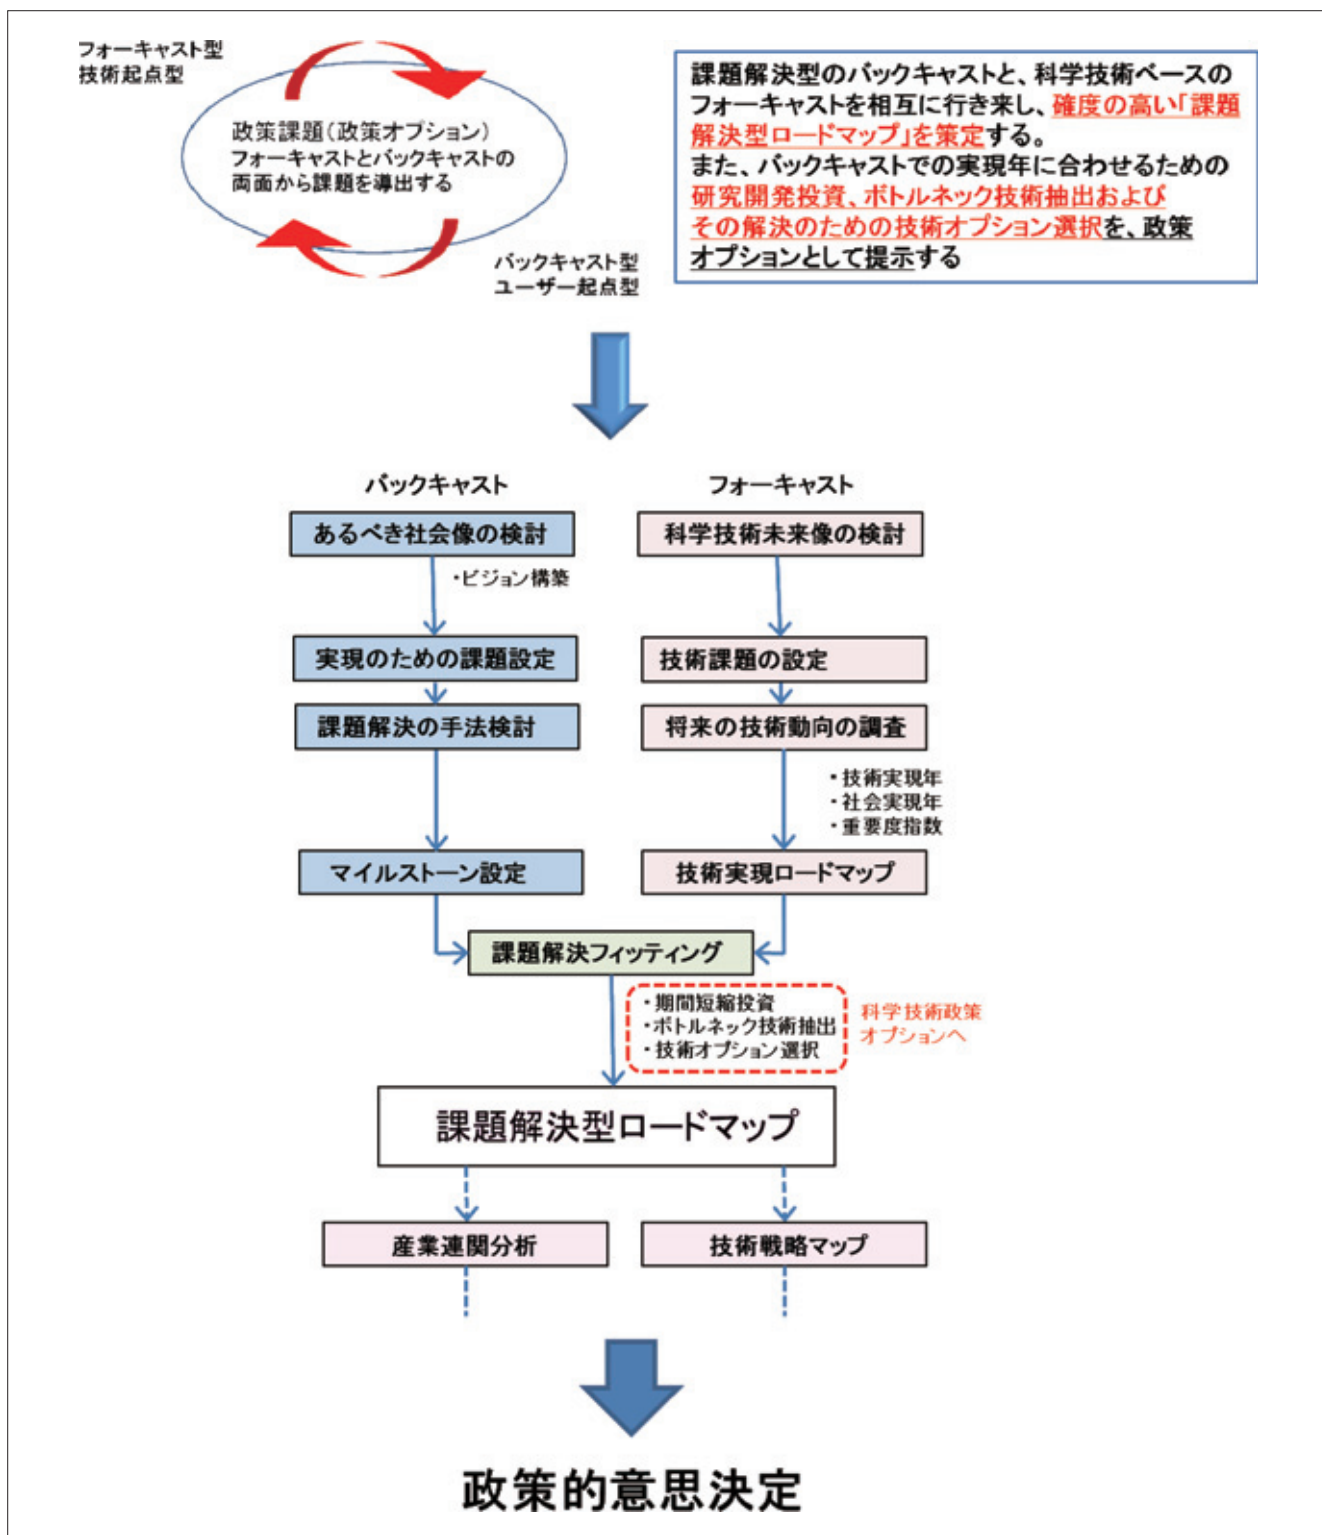 フォーキャスト型
技術起点型
政策課題(政策オプション)
フォーキャストとバックキャストの
両面から課題を導出する
バックキャスト型
ユーザー起点型
課題解決型のバックキャストと、科学技術ベースの
フォーキャストを相互に行き来し、確度の高い「課題
解決型ロードマップ」を策定する。
また、バックキャストでの実現年に合わせるための
研究開発投資、ボトルネック技術抽出および
その解決のための技術オプション選択を、政策
オプションとして提示する
バックキャスト
フォーキャスト
あるべき社会像の検討
科学技術未来像の検討
・ビジョン構築
実現のための課題設定
技術課題の設定
課題解決の手法検討
将来の技術動向の調査
・技術実現年
・社会実現年
・重要度指数
マイルストーン設定
技術実現ロードマップ
課題解決フィッティング
・期間短縮投資
・ボトルネック技術抽出
・技術オプション選択
科学技術政策
オプションへ
課題解決型ロードマップ
産業連関分析
技術戦略マップ
政策的意思決定